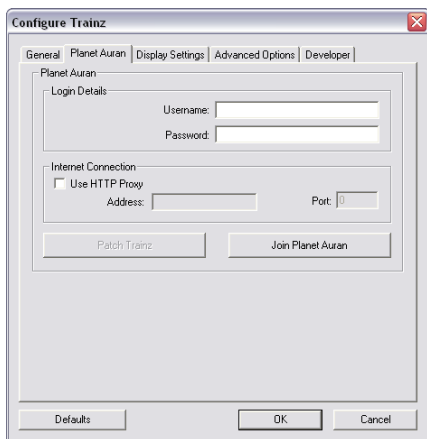 Configure Trainz
General Planet Auran Display Settings Advanced Options Developer
Planet Auran
Login Details
Username:
Password:
Internet Connection
Use HTTP Proxy
Address: Port: 0
Patch Trainz Join Planet Auran
Defaults OK Cancel